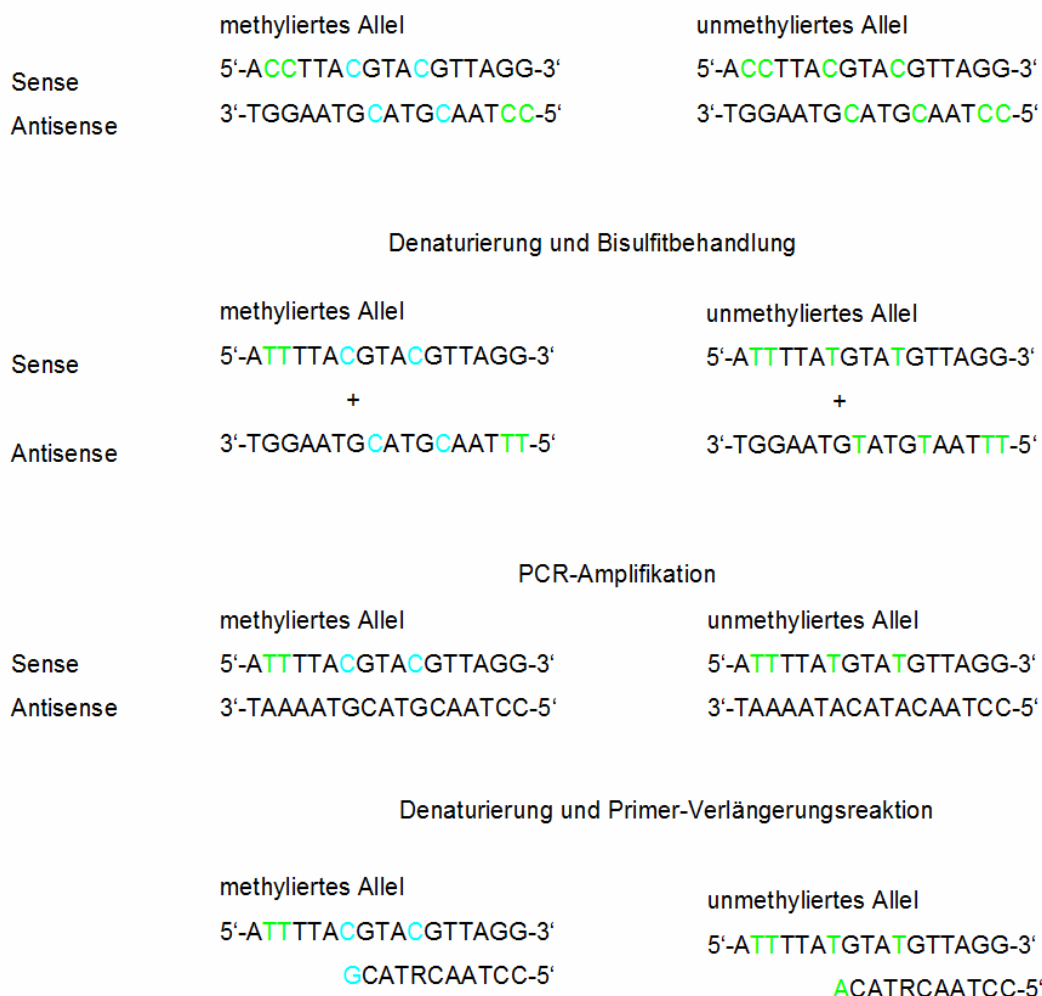 methyliertes Allel unmethyliertes Allel
Sense 5‘-ACCTTACGTACGTTAGG-3‘ 5‘-ACCTTACGTACGTTAGG-3‘
Antisense 3‘-TGGAATGCATGCAATCC-5‘ 3‘-TGGAATGCATGCAATCC-5‘
Denaturierung und Bisulfitbehandlung
methyliertes Allel unmethyliertes Allel
Sense 5‘-ATTTTACGTACGTTAGG-3‘ 5‘-ATTTTATGTATGTTAGG-3‘
+ +
Antisense 3‘-TGGAATGCATGCAATTT-5‘ 3‘-TGGAATGTATGTAATTT-5‘
PCR-Amplifikation
methyliertes Allel unmethyliertes Allel
Sense 5‘-ATTTTACGTACGTTAGG-3‘ 5‘-ATTTTATGTATGTTAGG-3‘
Antisense 3‘-TAAAATGCATGCAATCC-5‘ 3‘-TAAAATACATACAATCC-5‘
Denaturierung und Primer-Verlängerungsreaktion
methyliertes Allel unmethyliertes Allel
5‘-ATTTTACGTACGTTAGG-3‘ 5‘-ATTTTATGTATGTTAGG-3‘
GCATRCAATCC-5‘ ACATRCAATCC-5‘